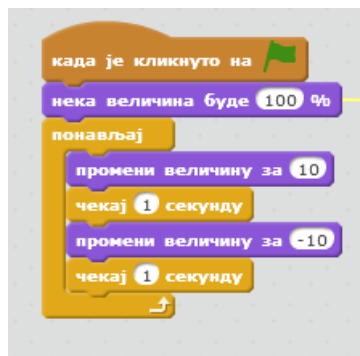 када је кликнуто на
нека величина буде 100 %
понављај
промени величину за 10
чекај 1 секунду
промени величину за -10
чекај 1 секунду